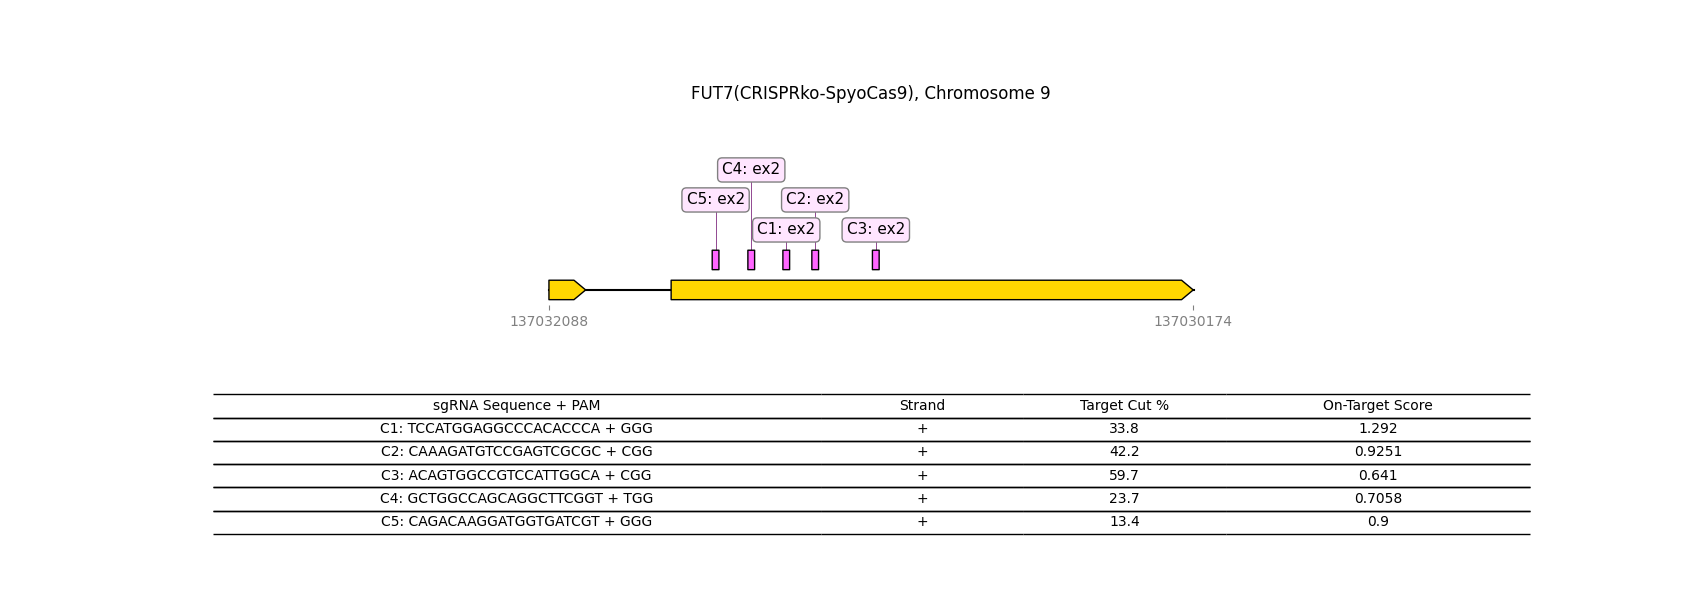 FUT7(CRISPRko-SpyoCas9), Chromosome 9
C4: ex2
C5: ex2 C2: ex2
C1: ex2 C3: ex2
137032088 137030174
sgRNA Sequence + PAM Strand Target Cut % On-Target Score
C1: TCCATGGAGGCCCACACCCA + GGG + 33.8 1.292
C2: CAAAGATGTCCGAGTCGCGC + CGG + 42.2 0.9251
C3: ACAGTGGCCGTCCATTGGCA + CGG + 59.7 0.641
C4: GCTGGCCAGCAGGCTTCGGT + TGG + 23.7 0.7058
C5: CAGACAAGGATGGTGATCGT + GGG + 13.4 0.9